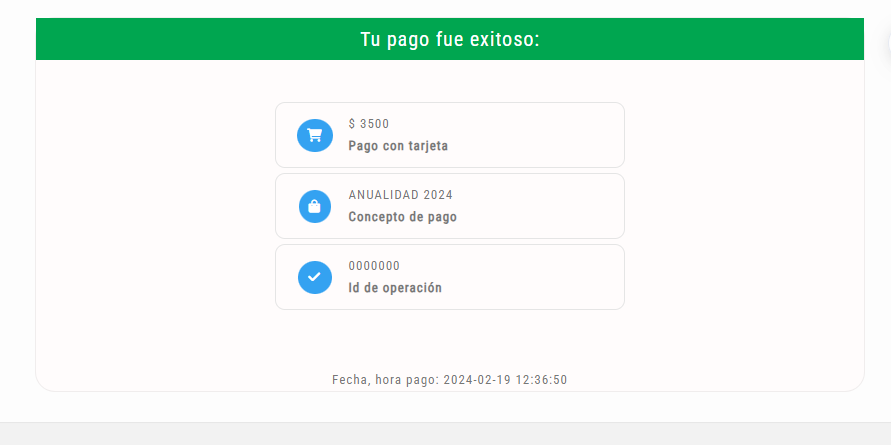 Tu pago fue exitoso:
$ 3500
Pago con tarjeta
ANUALIDAD 2024
Concepto de pago
0000000
Id de operación
Fecha, hora pago: 2024-02-19 12:36:50